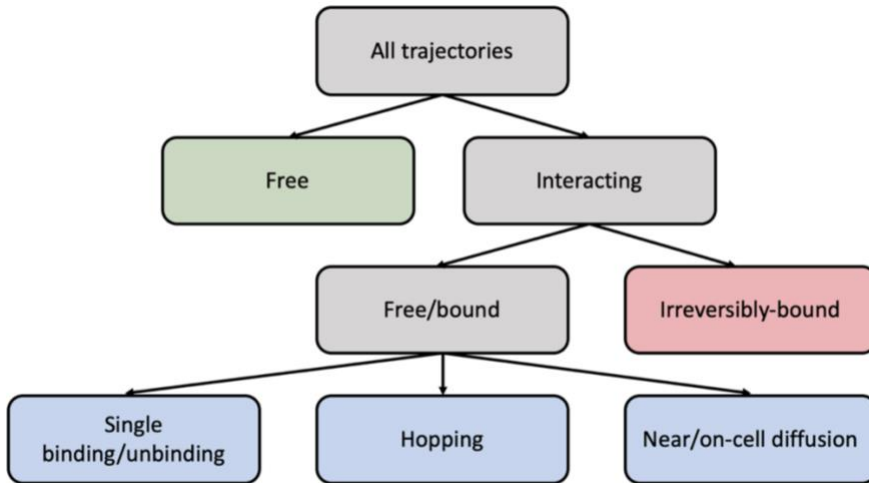 All trajectories
Free
Interacting
Free/bound
Irreversibly-bound
Single
binding/unbinding
Hopping
Near/on-cell diffusion